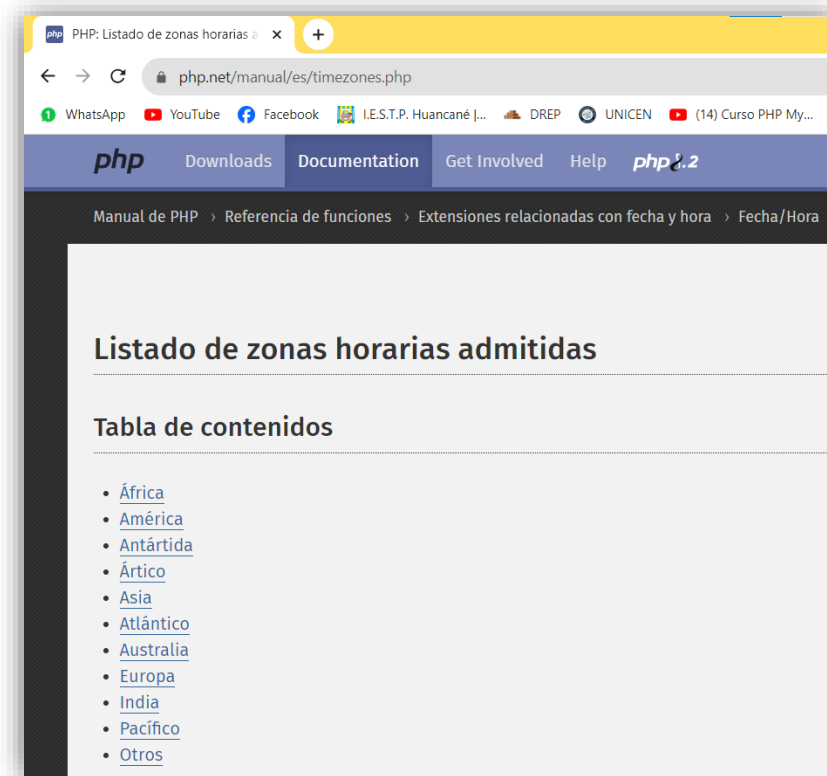 php PHP: Listado de zonas horarias a × +
php.net/manual/es/timezones.php
1 WhatsApp YouTube Facebook I.E.S.T.P. Huancané |... DREP UNICEN (14) Curso PHP My...
php Downloads Documentation Get Involved Help php8.2
Manual de PHP › Referencia de funciones › Extensiones relacionadas con fecha y hora › Fecha/Hora
Listado de zonas horarias admitidas
Tabla de contenidos
• África
• América
• Antártida
• Ártico
• Asia
• Atlántico
• Australia
• Europa
• India
• Pacífico
• Otros